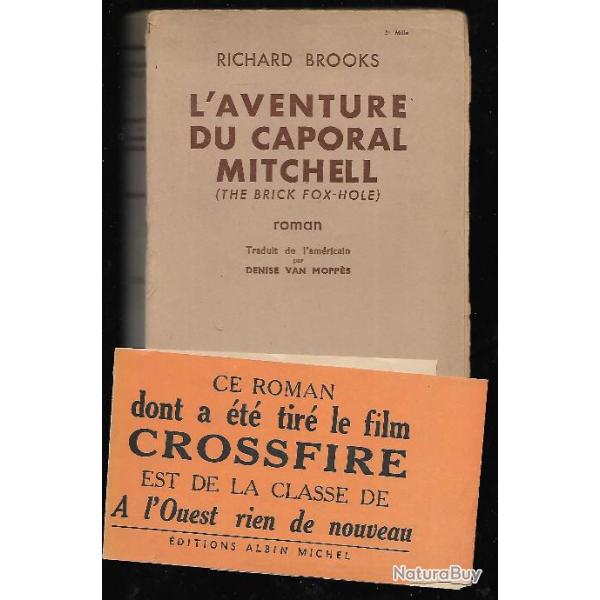 5e Mille
RICHARD BROOKS
L'AVENTURE
DU CAPORAL
MITCHELL
(THE BRICK FOX-HOLE)
roman
Traduit de l'américain
par
DENISE VAN MOPPÈS
CE ROMAN
dont a été tiré le film
CROSSFIRE
EST DE LA CLASSE DE
A l'Ouest rien de nouveau
ÉDITIONS ALBIN MICHEL
NaturaBuy